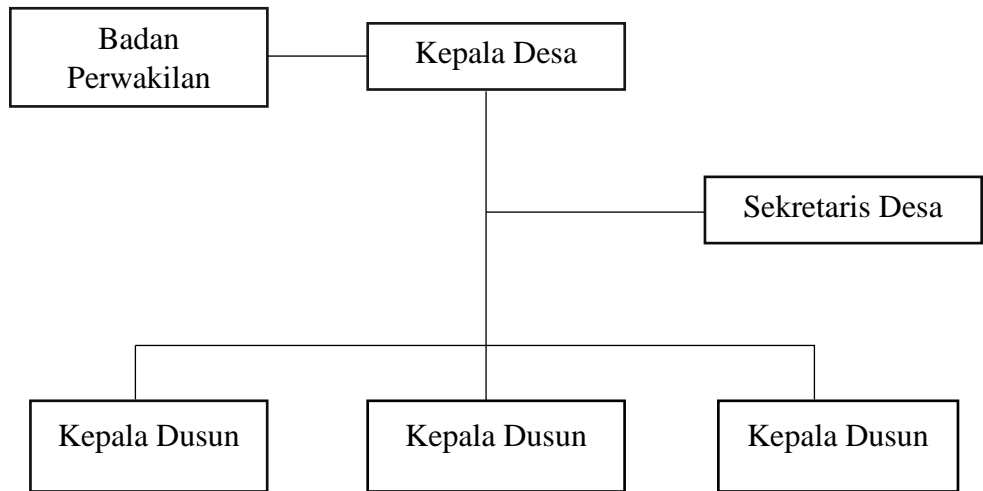 Badan
Perwakilan
Kepala Desa
Sekretaris Desa
Kepala Dusun
Kepala Dusun
Kepala Dusun